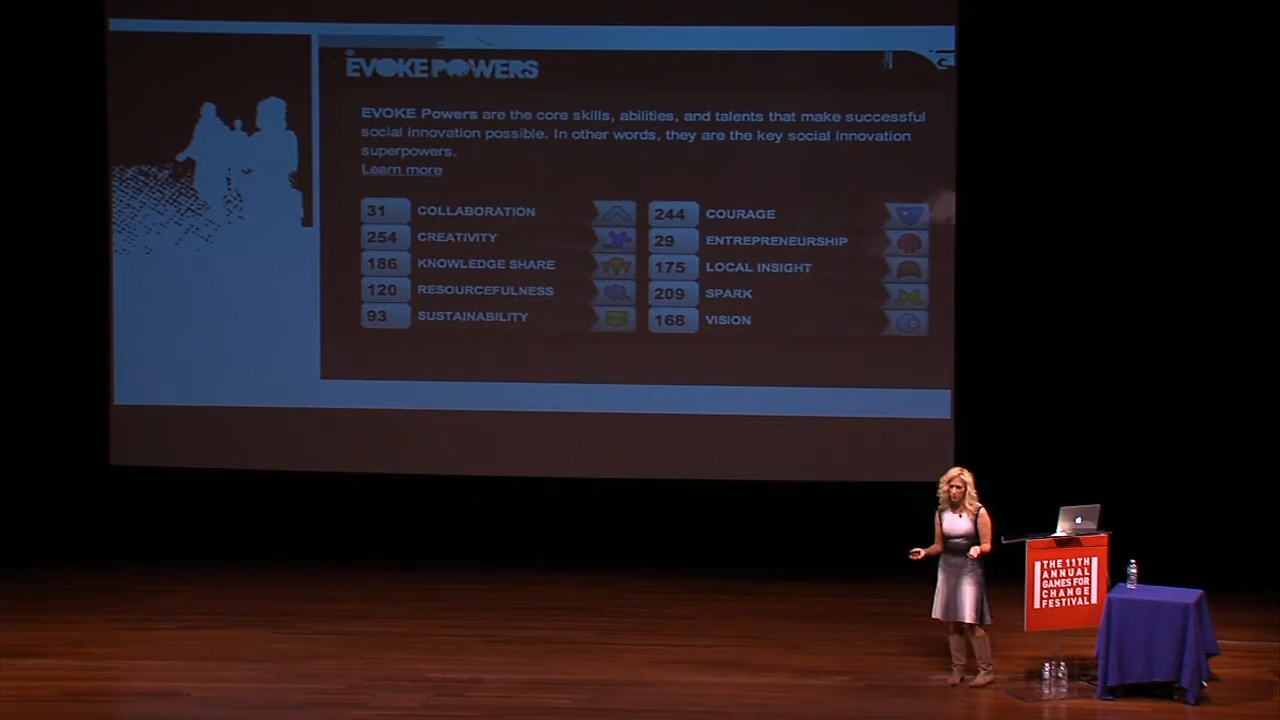 EVOKE POWERS
EVOKE Powers are the core skills, abilities, and talents that make successful
social innovation possible. In other words, they are the key social innovation
superpowers.
Learn more
31 COLLABORATION
254 CREATIVITY
186 KNOWLEDGE SHARE
120 RESOURCEFULNESS
93 SUSTAINABILITY
244 COURAGE
29 ENTREPRENEURSHIP
175 LOCAL INSIGHT
209 SPARK
168 VISION
THE 11TH
ANNUAL
GAMES FOR
CHANGE
FESTIVAL